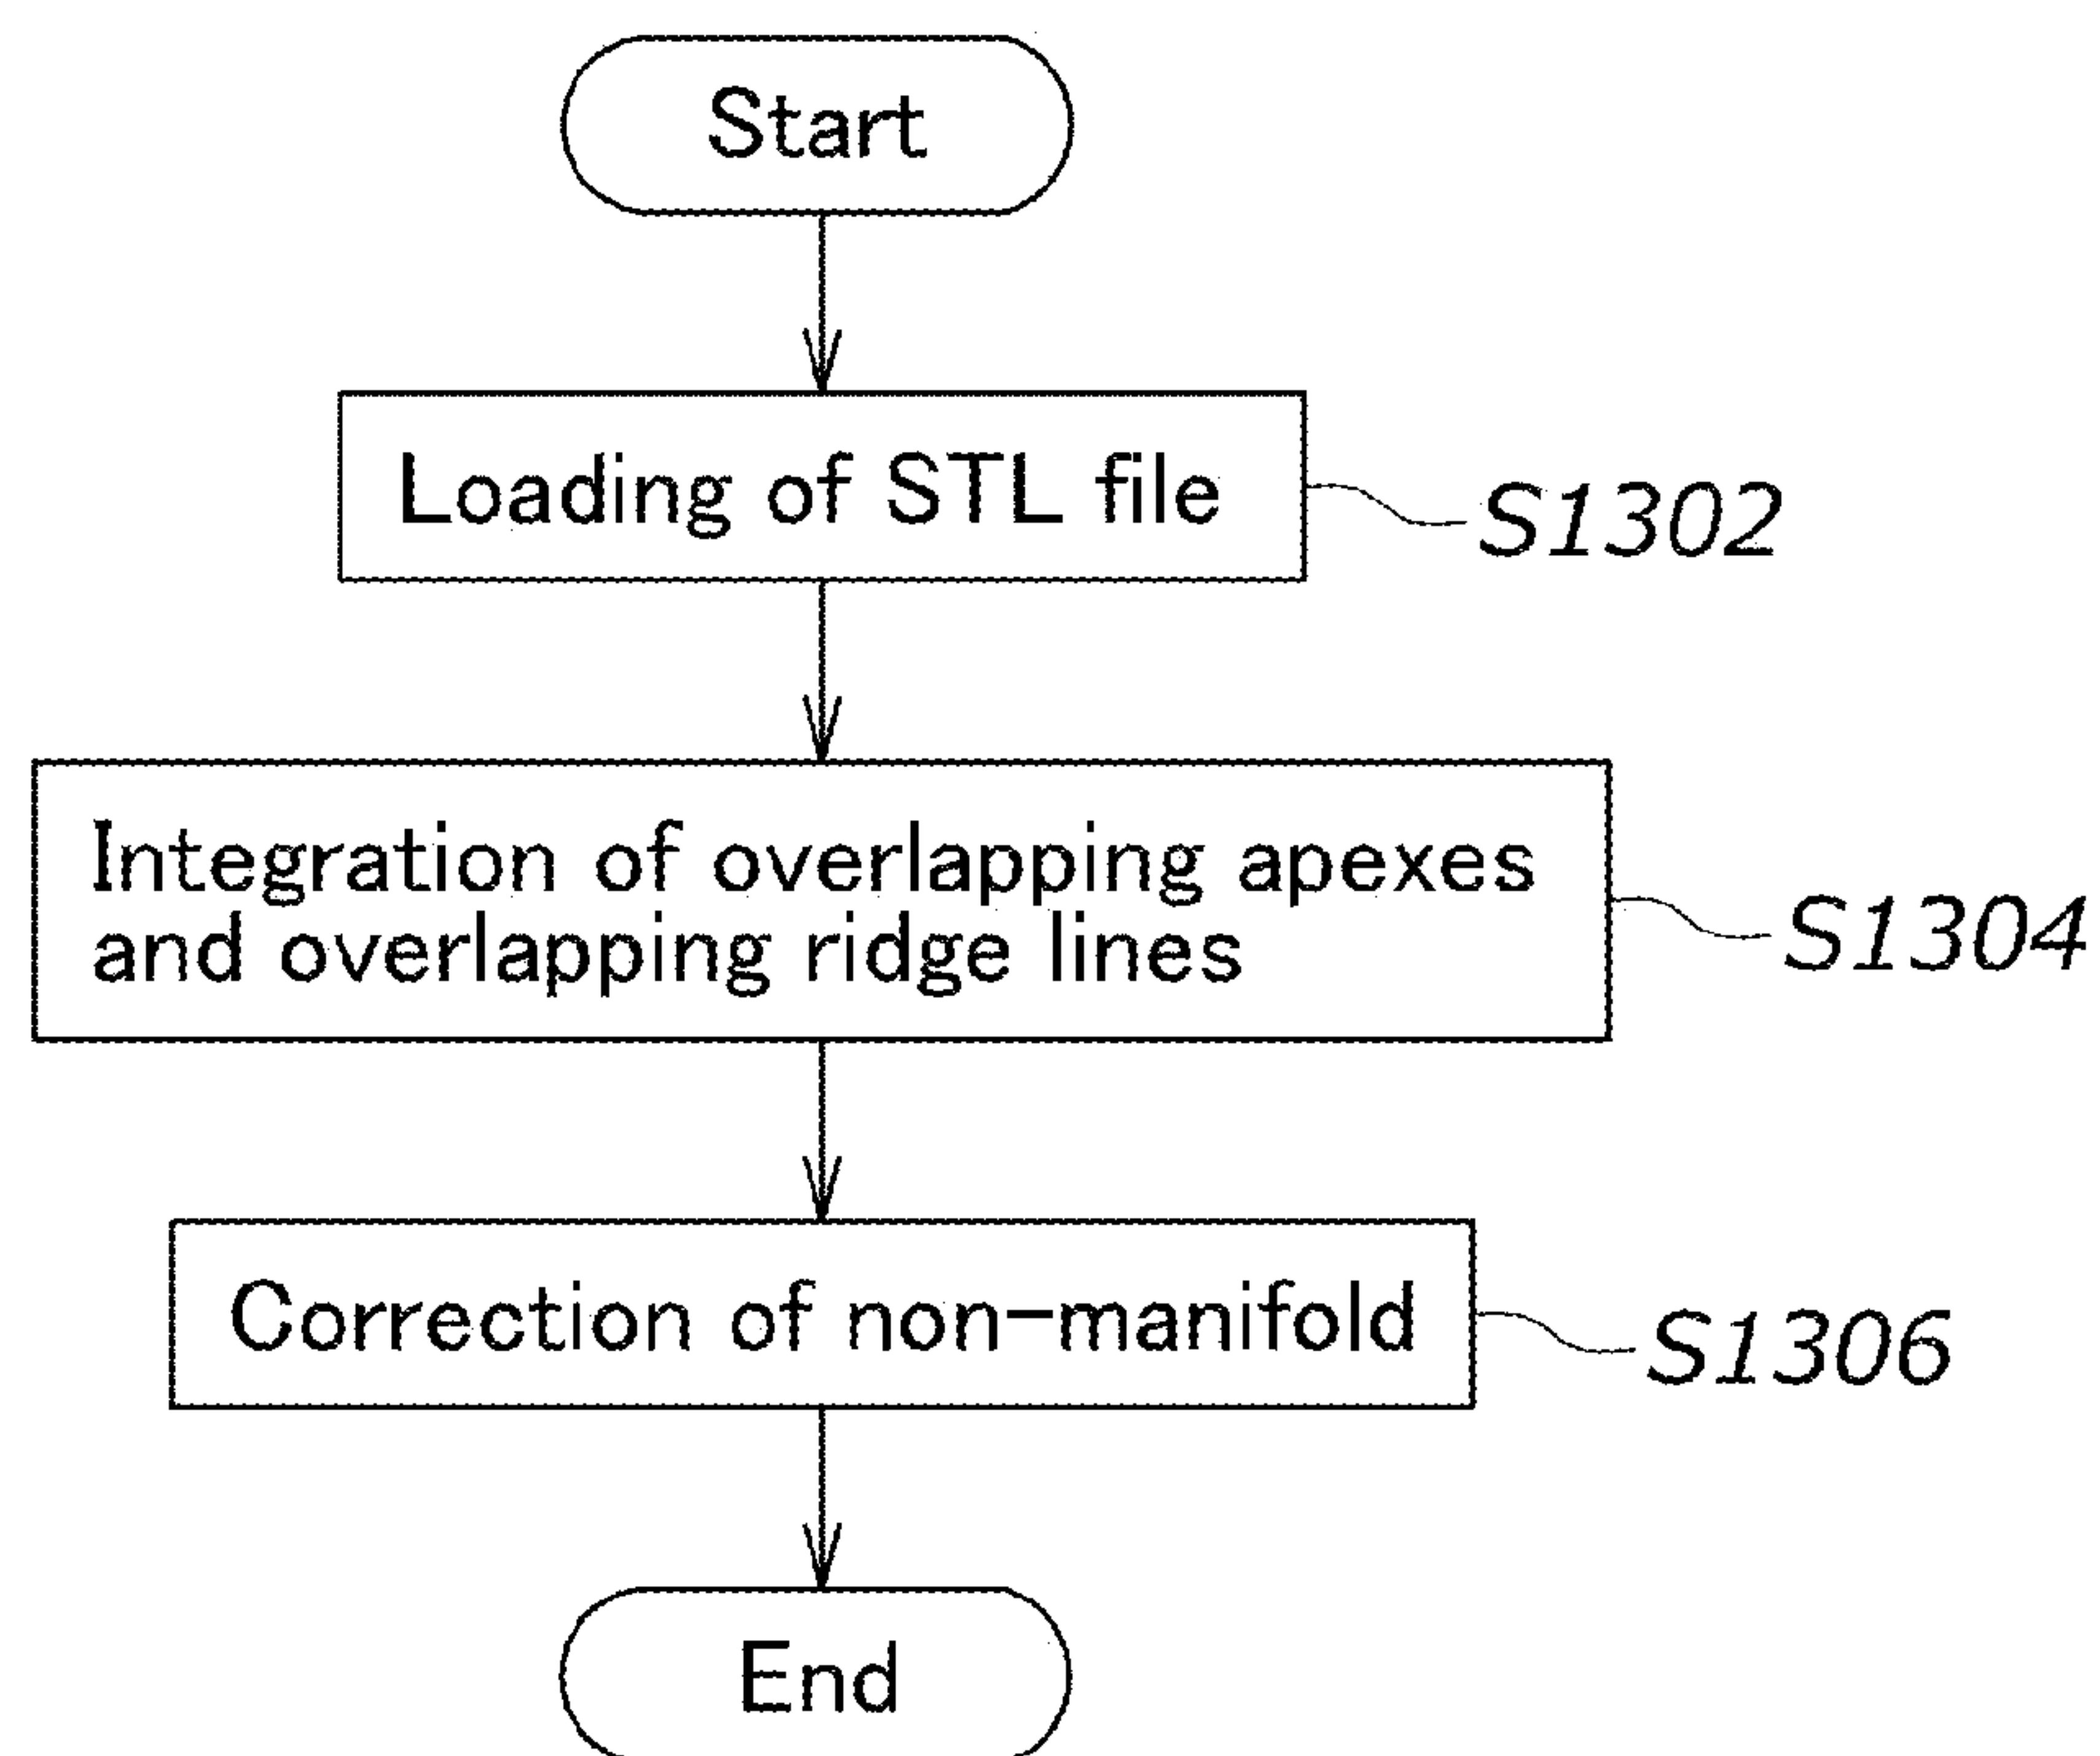 Start
Loading of STL file
S1302
Integration of overlapping apexes
and overlapping ridge lines
S1304
Correction of non-manifold
S1306
End